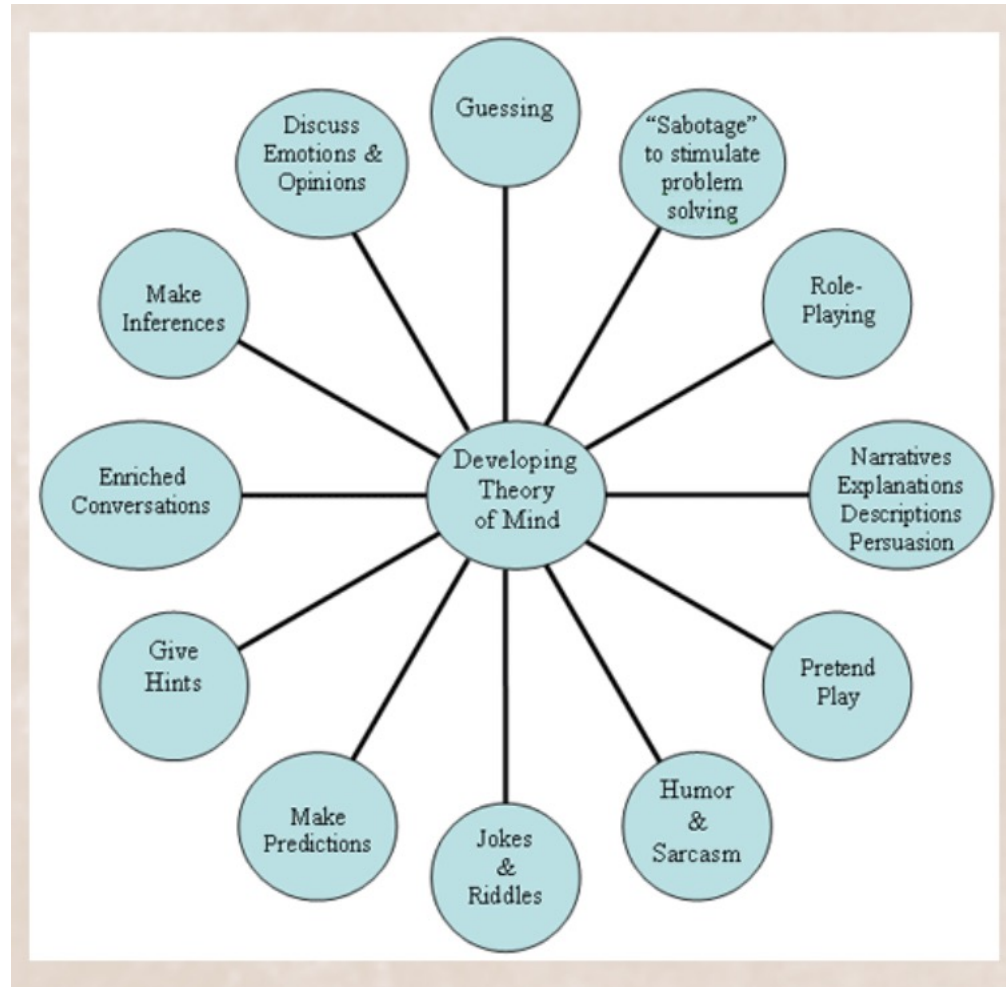 Guessing
“Sabotage”
to stimulate
problem
solving
Role-
Playing
Narratives
Explanations
Descriptions
Persuasion
Pretend
Play
Humor
&
Sarcasm
Jokes
&
Riddles
Make
Predictions
Give
Hints
Enriched
Conversations
Make
Inferences
Discuss
Emotions &
Opinions
Developing
Theory
of Mind